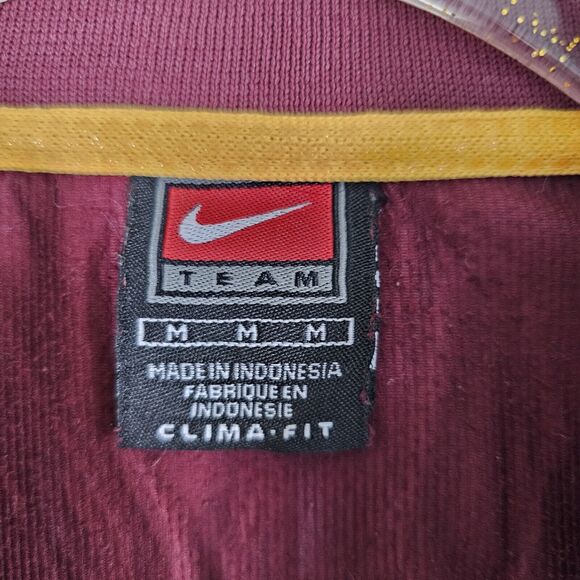 TEAM
M M M
MADE IN INDONESIA
FABRIQUE EN
INDONESIE
CLIMA·FIT